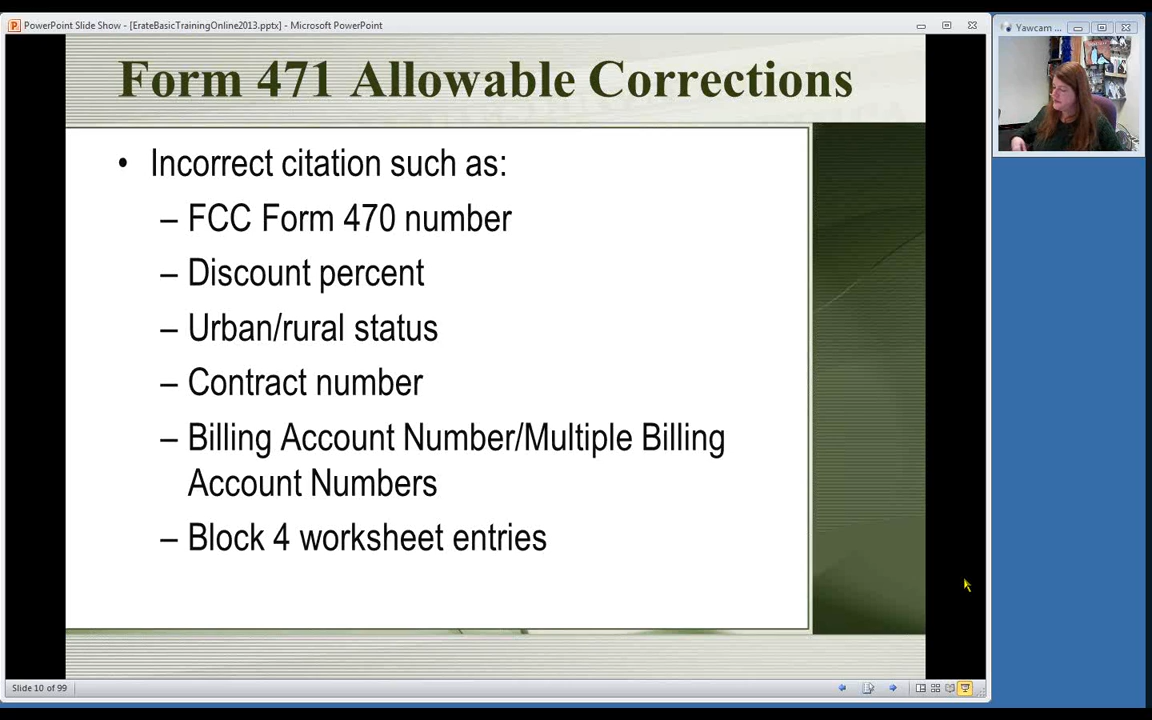 PowerPoint Slide Show - [ErateBasicTrainingOnline2013.pptx] - Microsoft PowerPoint
Yawcam ...
Form 471 Allowable Corrections
• Incorrect citation such as:
– FCC Form 470 number
– Discount percent
– Urban/rural status
– Contract number
– Billing Account Number/Multiple Billing
Account Numbers
– Block 4 worksheet entries
Slide 10 of 99